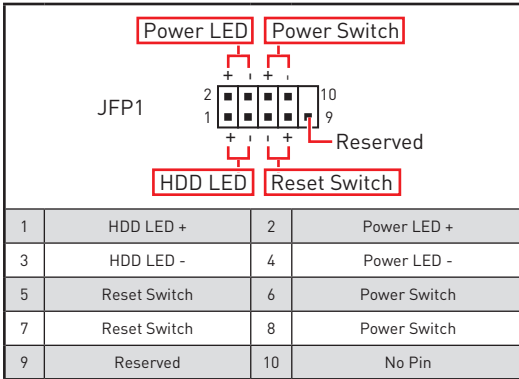 Power LED Power Switch
+ - + -
JFP1
2 10
1 9
+ - - +
Reserved
HDD LED Reset Switch
1 HDD LED + 2 Power LED +
3 HDD LED - 4 Power LED -
5 Reset Switch 6 Power Switch
7 Reset Switch 8 Power Switch
9 Reserved 10 No Pin